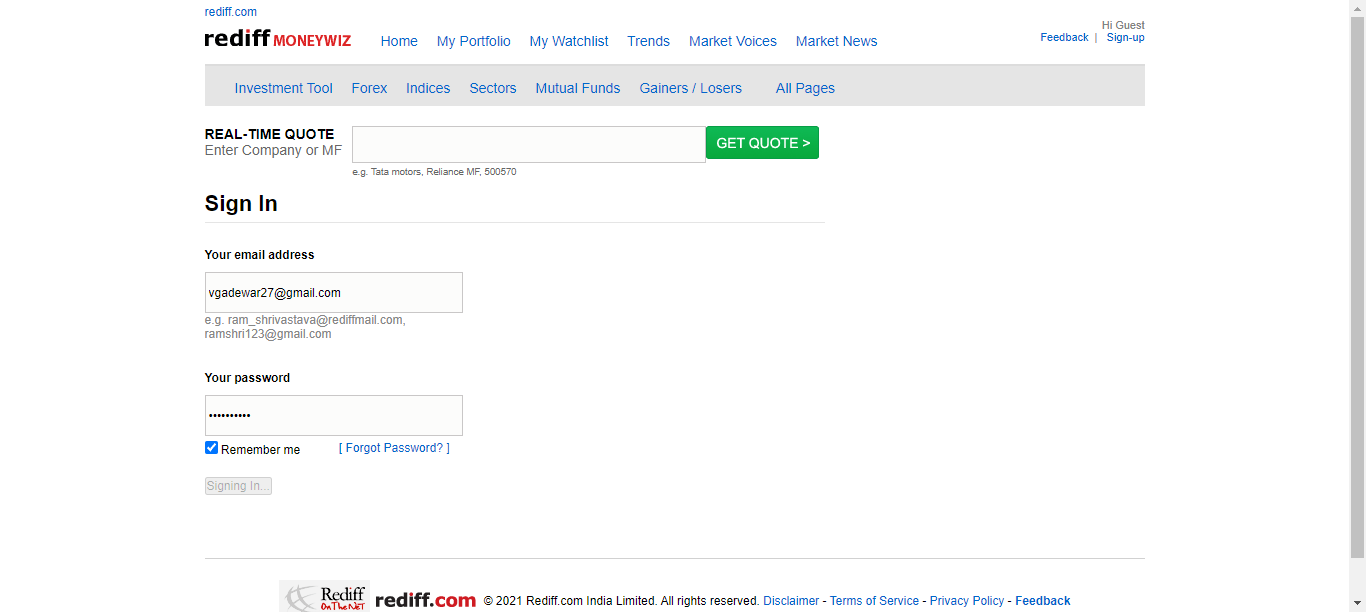 rediff.com
rediff MONEYWIZ Home My Portfolio My Watchlist Trends Market Voices Market News
Hi Guest
Feedback | Sign-up
Investment Tool Forex Indices Sectors Mutual Funds Gainers / Losers All Pages
REAL-TIME QUOTE
Enter Company or MF
GET QUOTE >
e.g. Tata motors, Reliance MF, 500570
Sign In
Your email address
vgadewar27@gmail.com
e.g. ram_shrivastava@rediffmail.com,
ramshri123@gmail.com
Your password
••••••••••
Remember me [ Forgot Password? ]
Signing In...
Rediff
On The NeT
rediff.com © 2021 Rediff.com India Limited. All rights reserved. Disclaimer - Terms of Service - Privacy Policy - Feedback